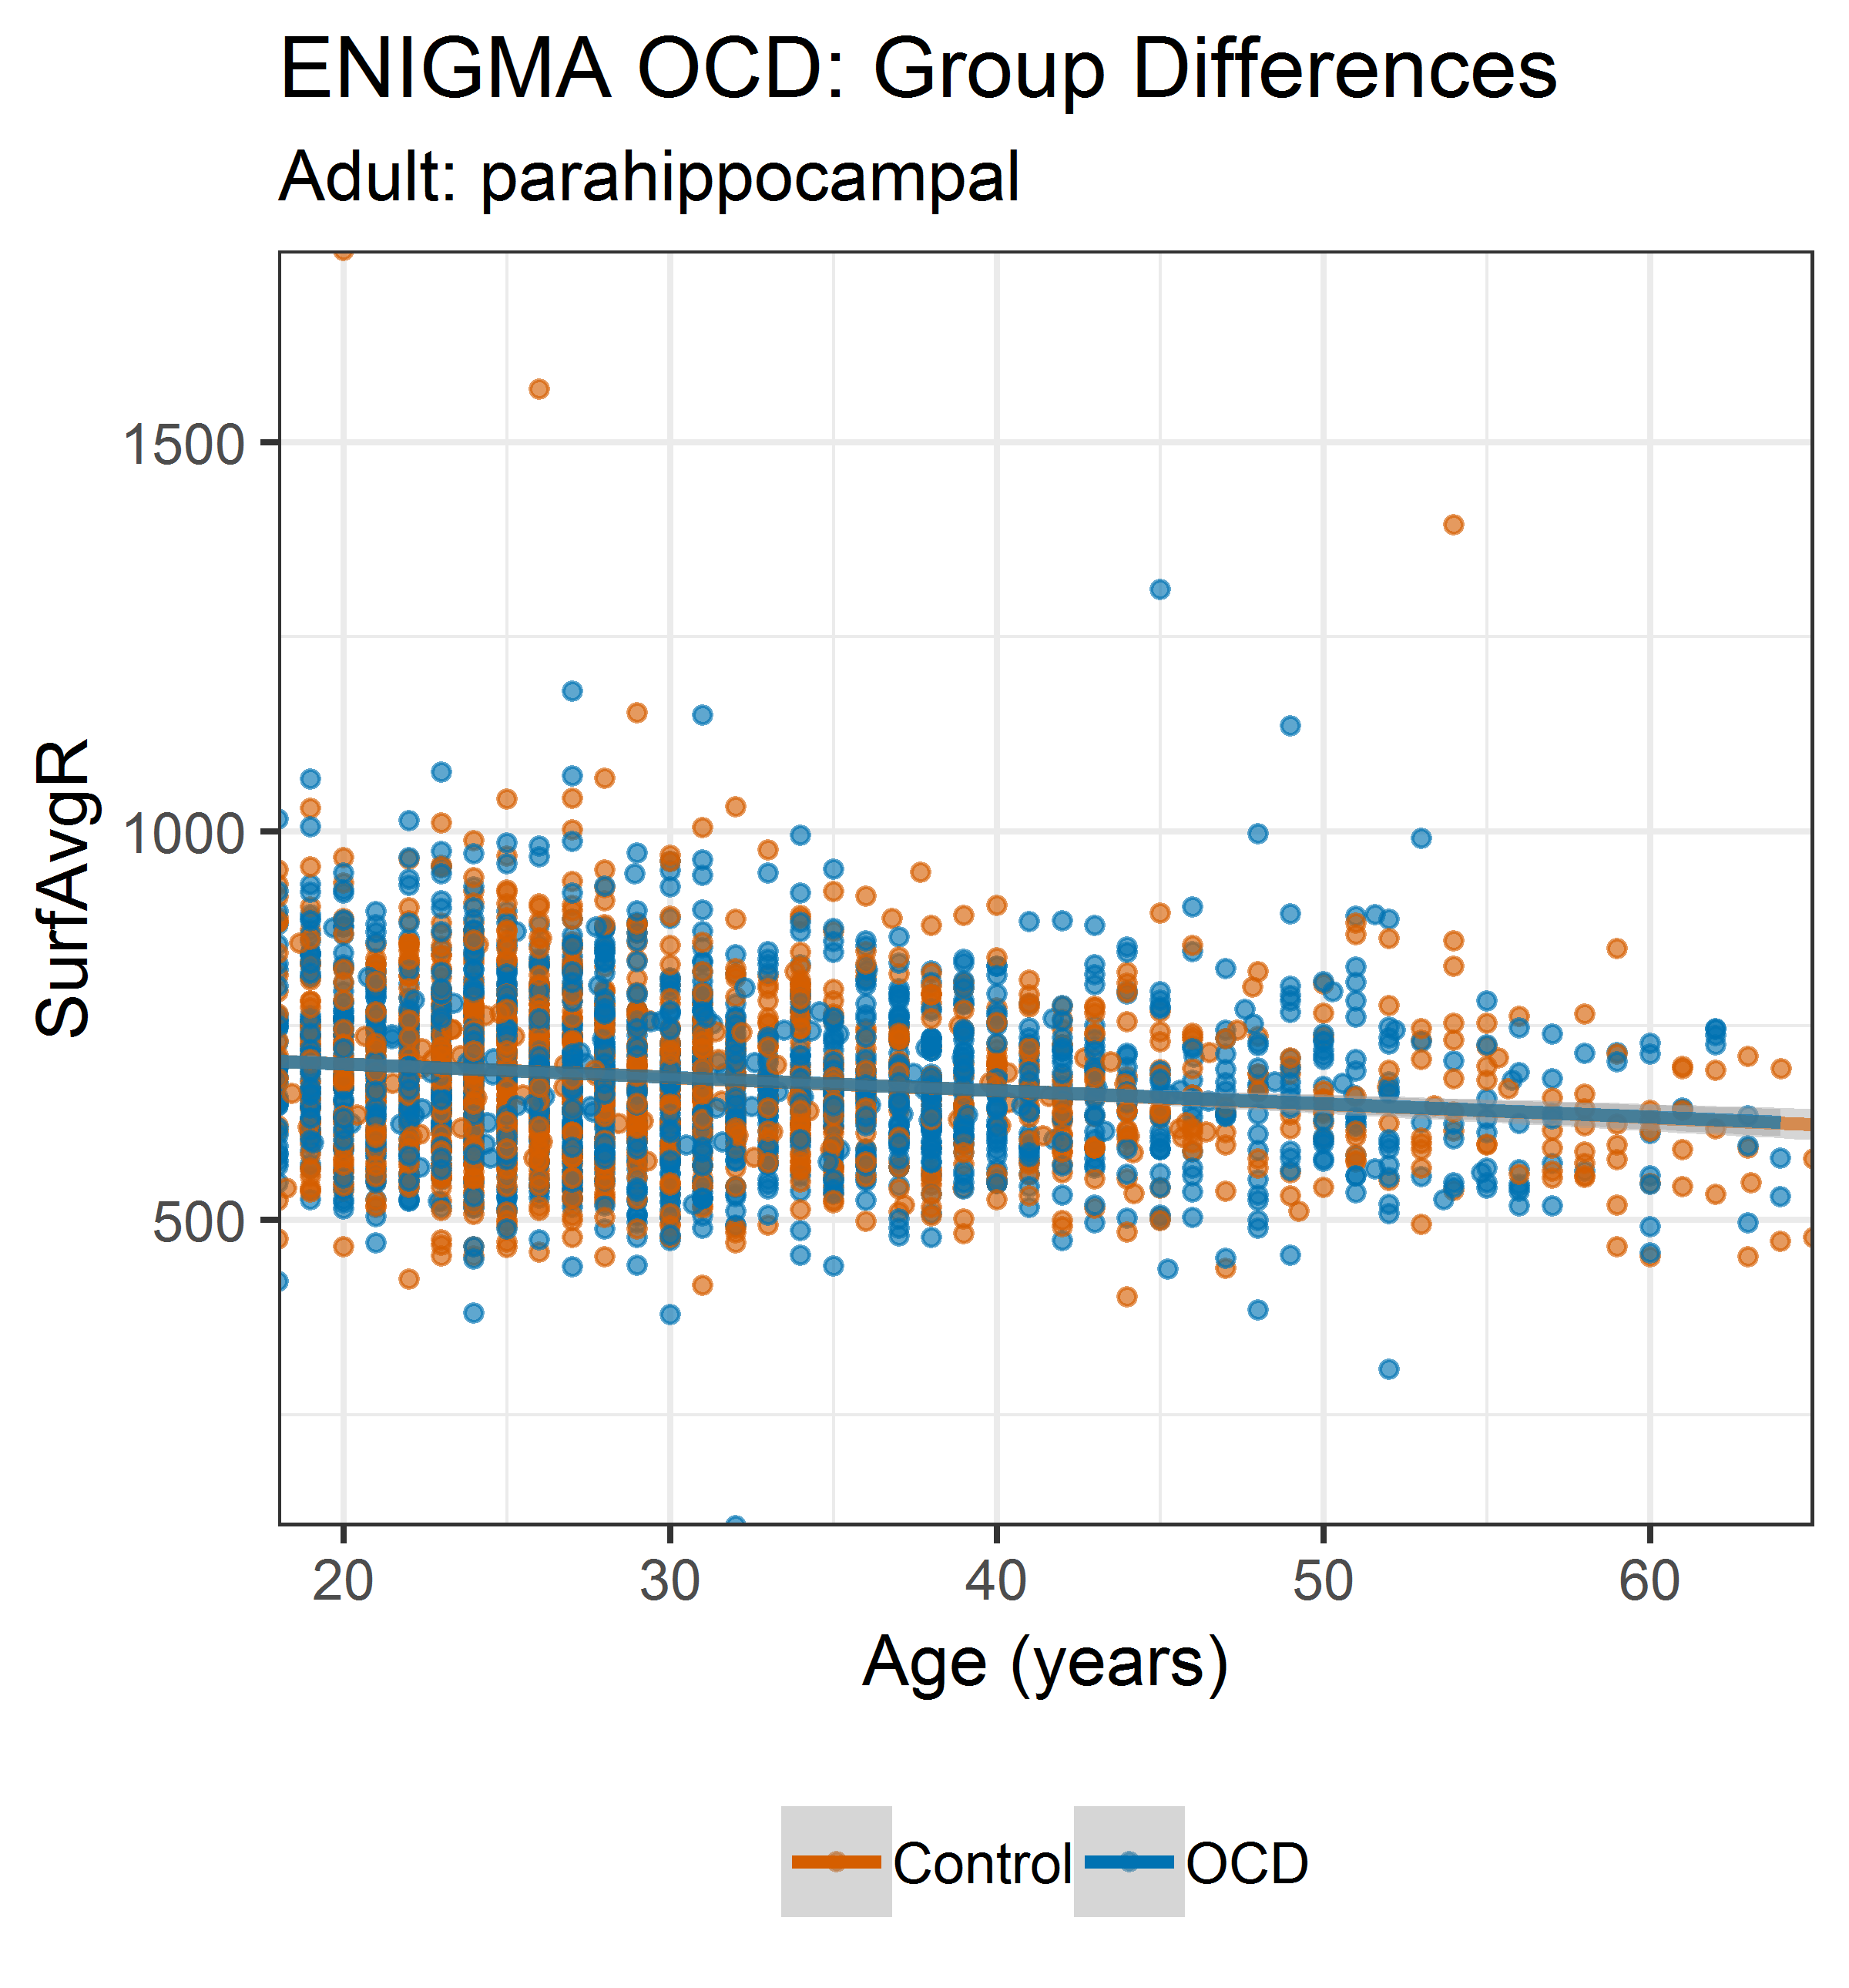 ENIGMA OCD: Group Differences
Adult: parahippocampal
SurfAvgR
1500
1000
500
20 30 40 50 60
Age (years)
Control OCD